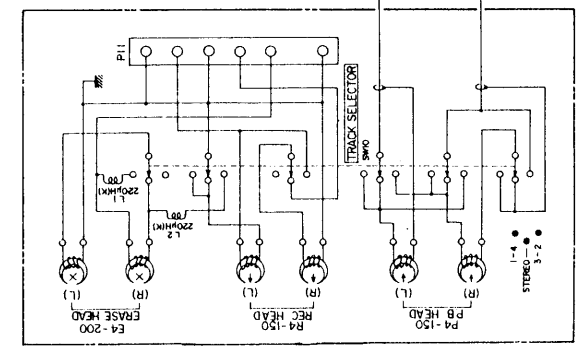 P11
TRACK SELECTOR
SW10
L1
220μH(K)
L2
220μH(K)
1-4
STEREO
3-2
(L)
(R)
(L)
(R)
(L)
(R)
ERASE HEAD
E4-200
REC HEAD
R4-150
P.B HEAD
P4-150